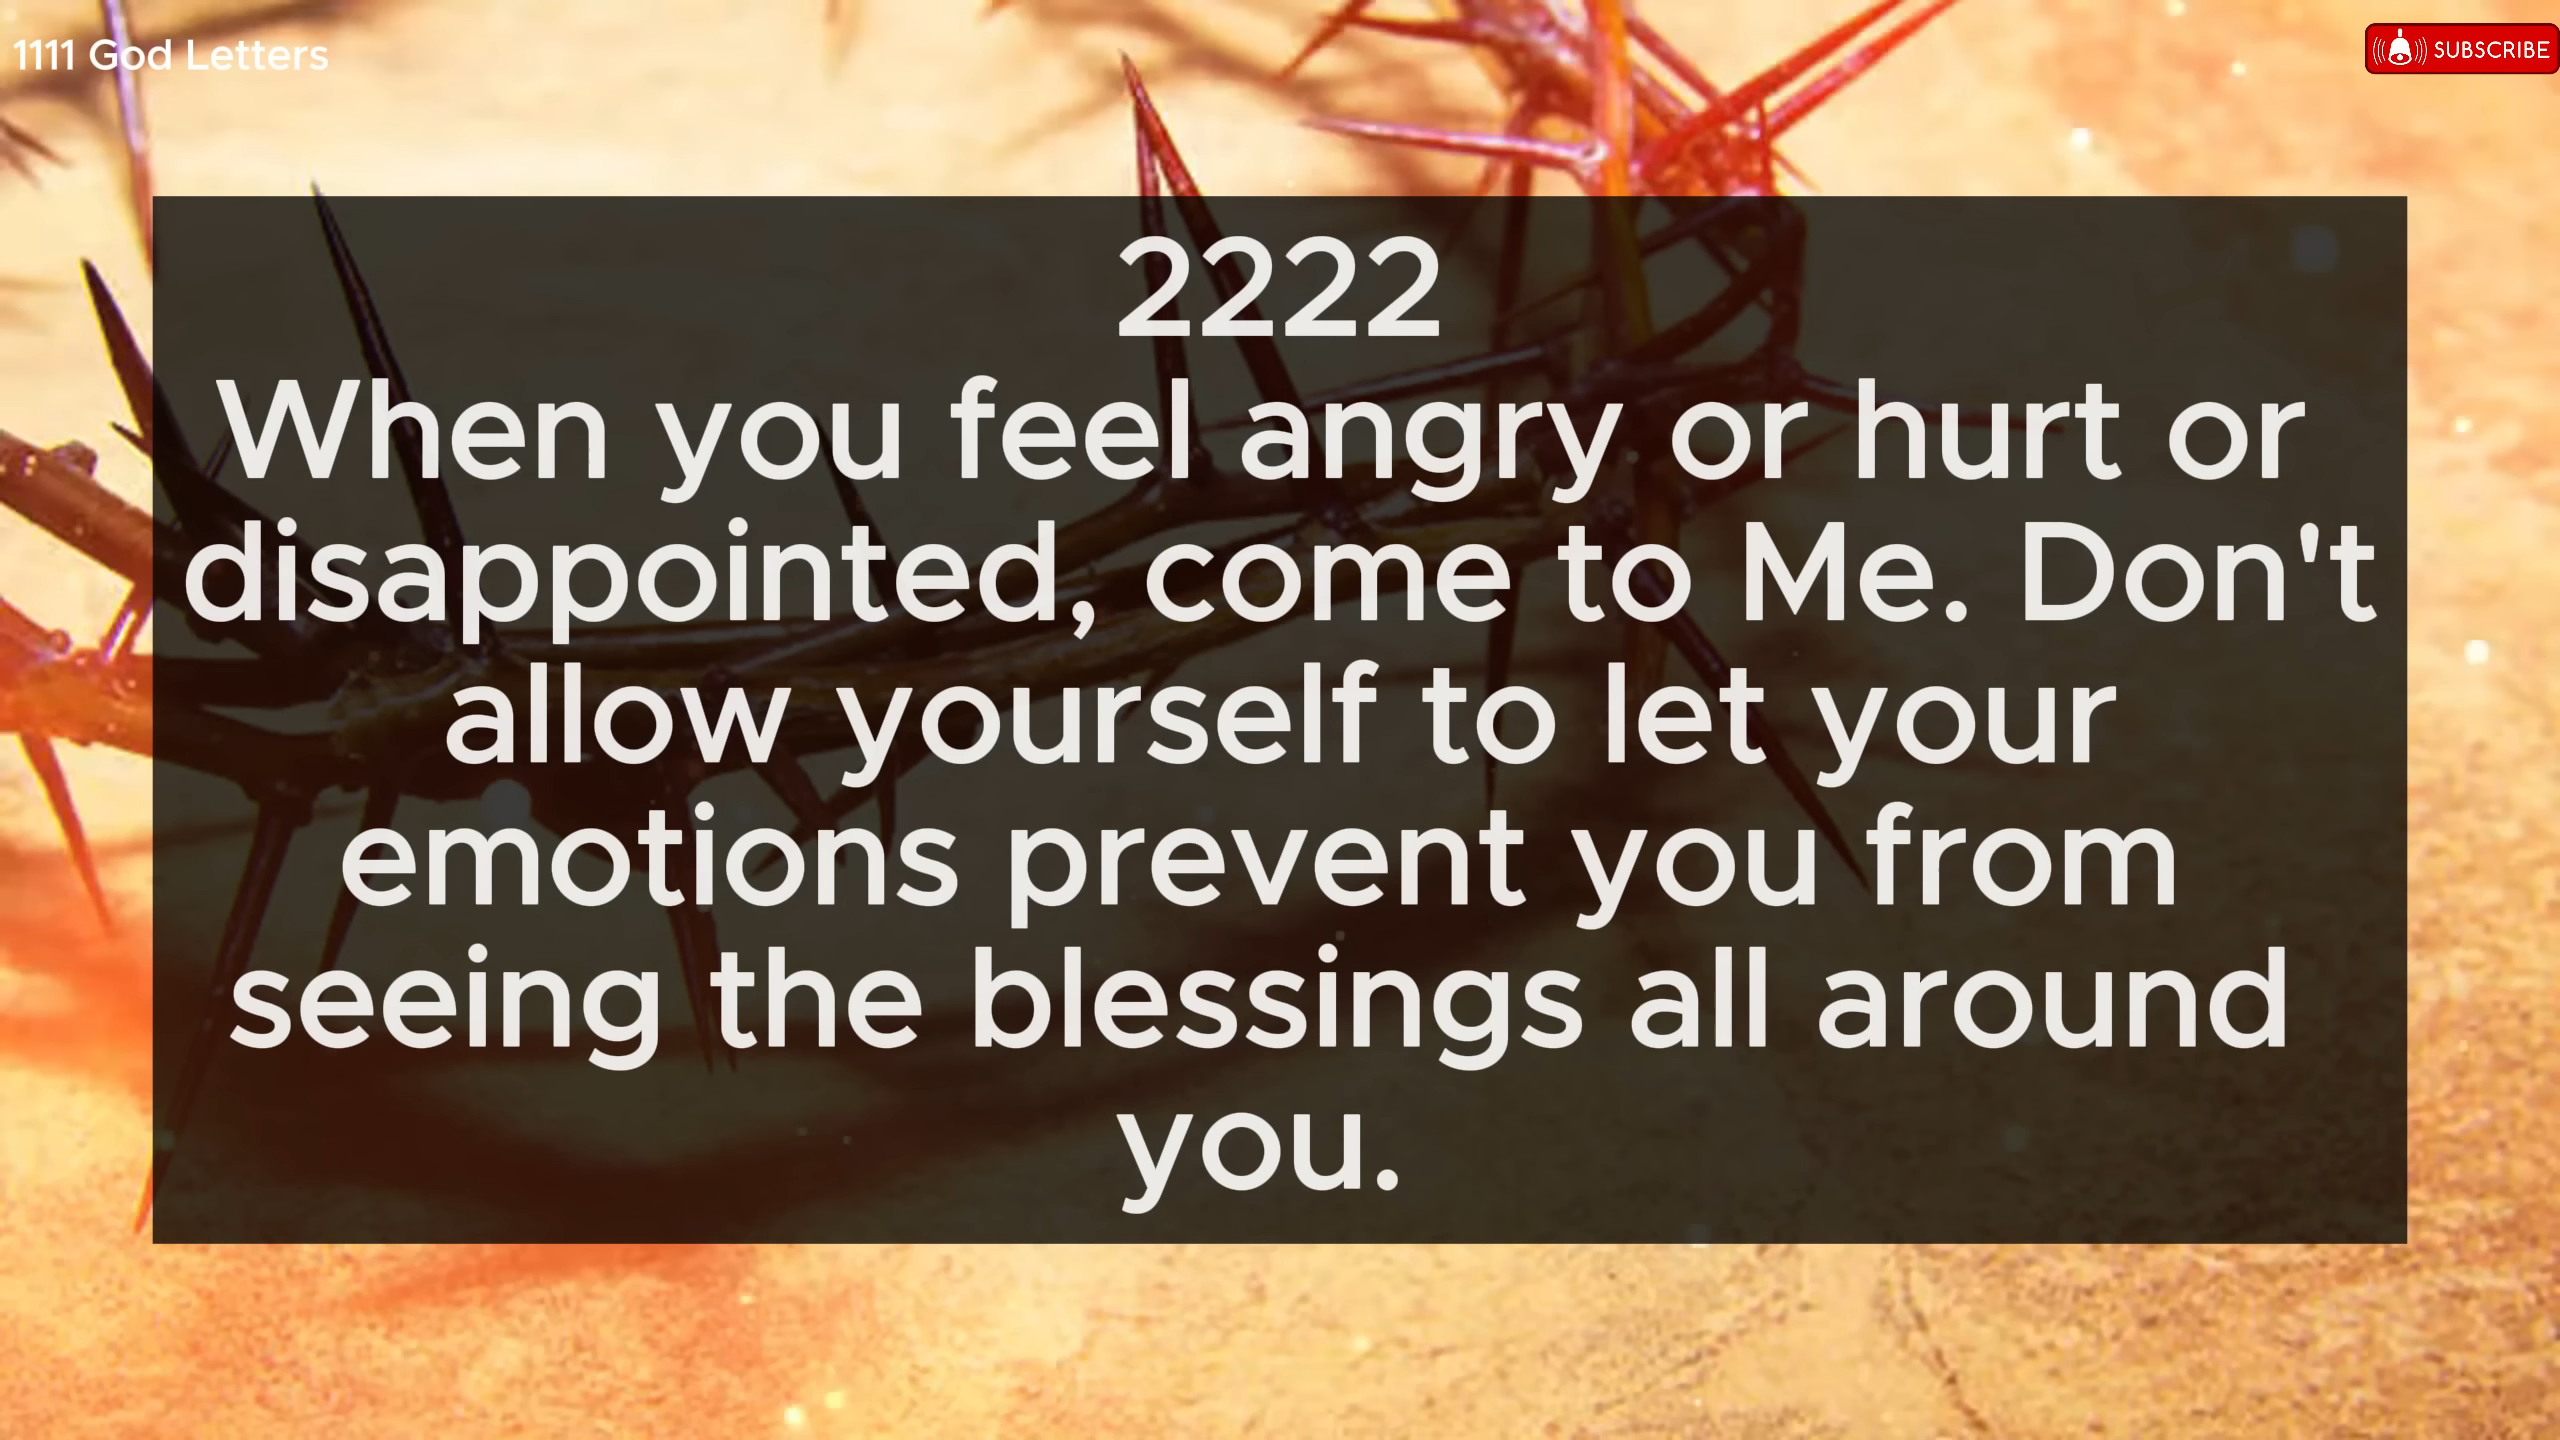 1111 God Letters
SUBSCRIBE
2222
When you feel angry or hurt or
disappointed, come to Me. Don't
allow yourself to let your
emotions prevent you from
seeing the blessings all around
you.